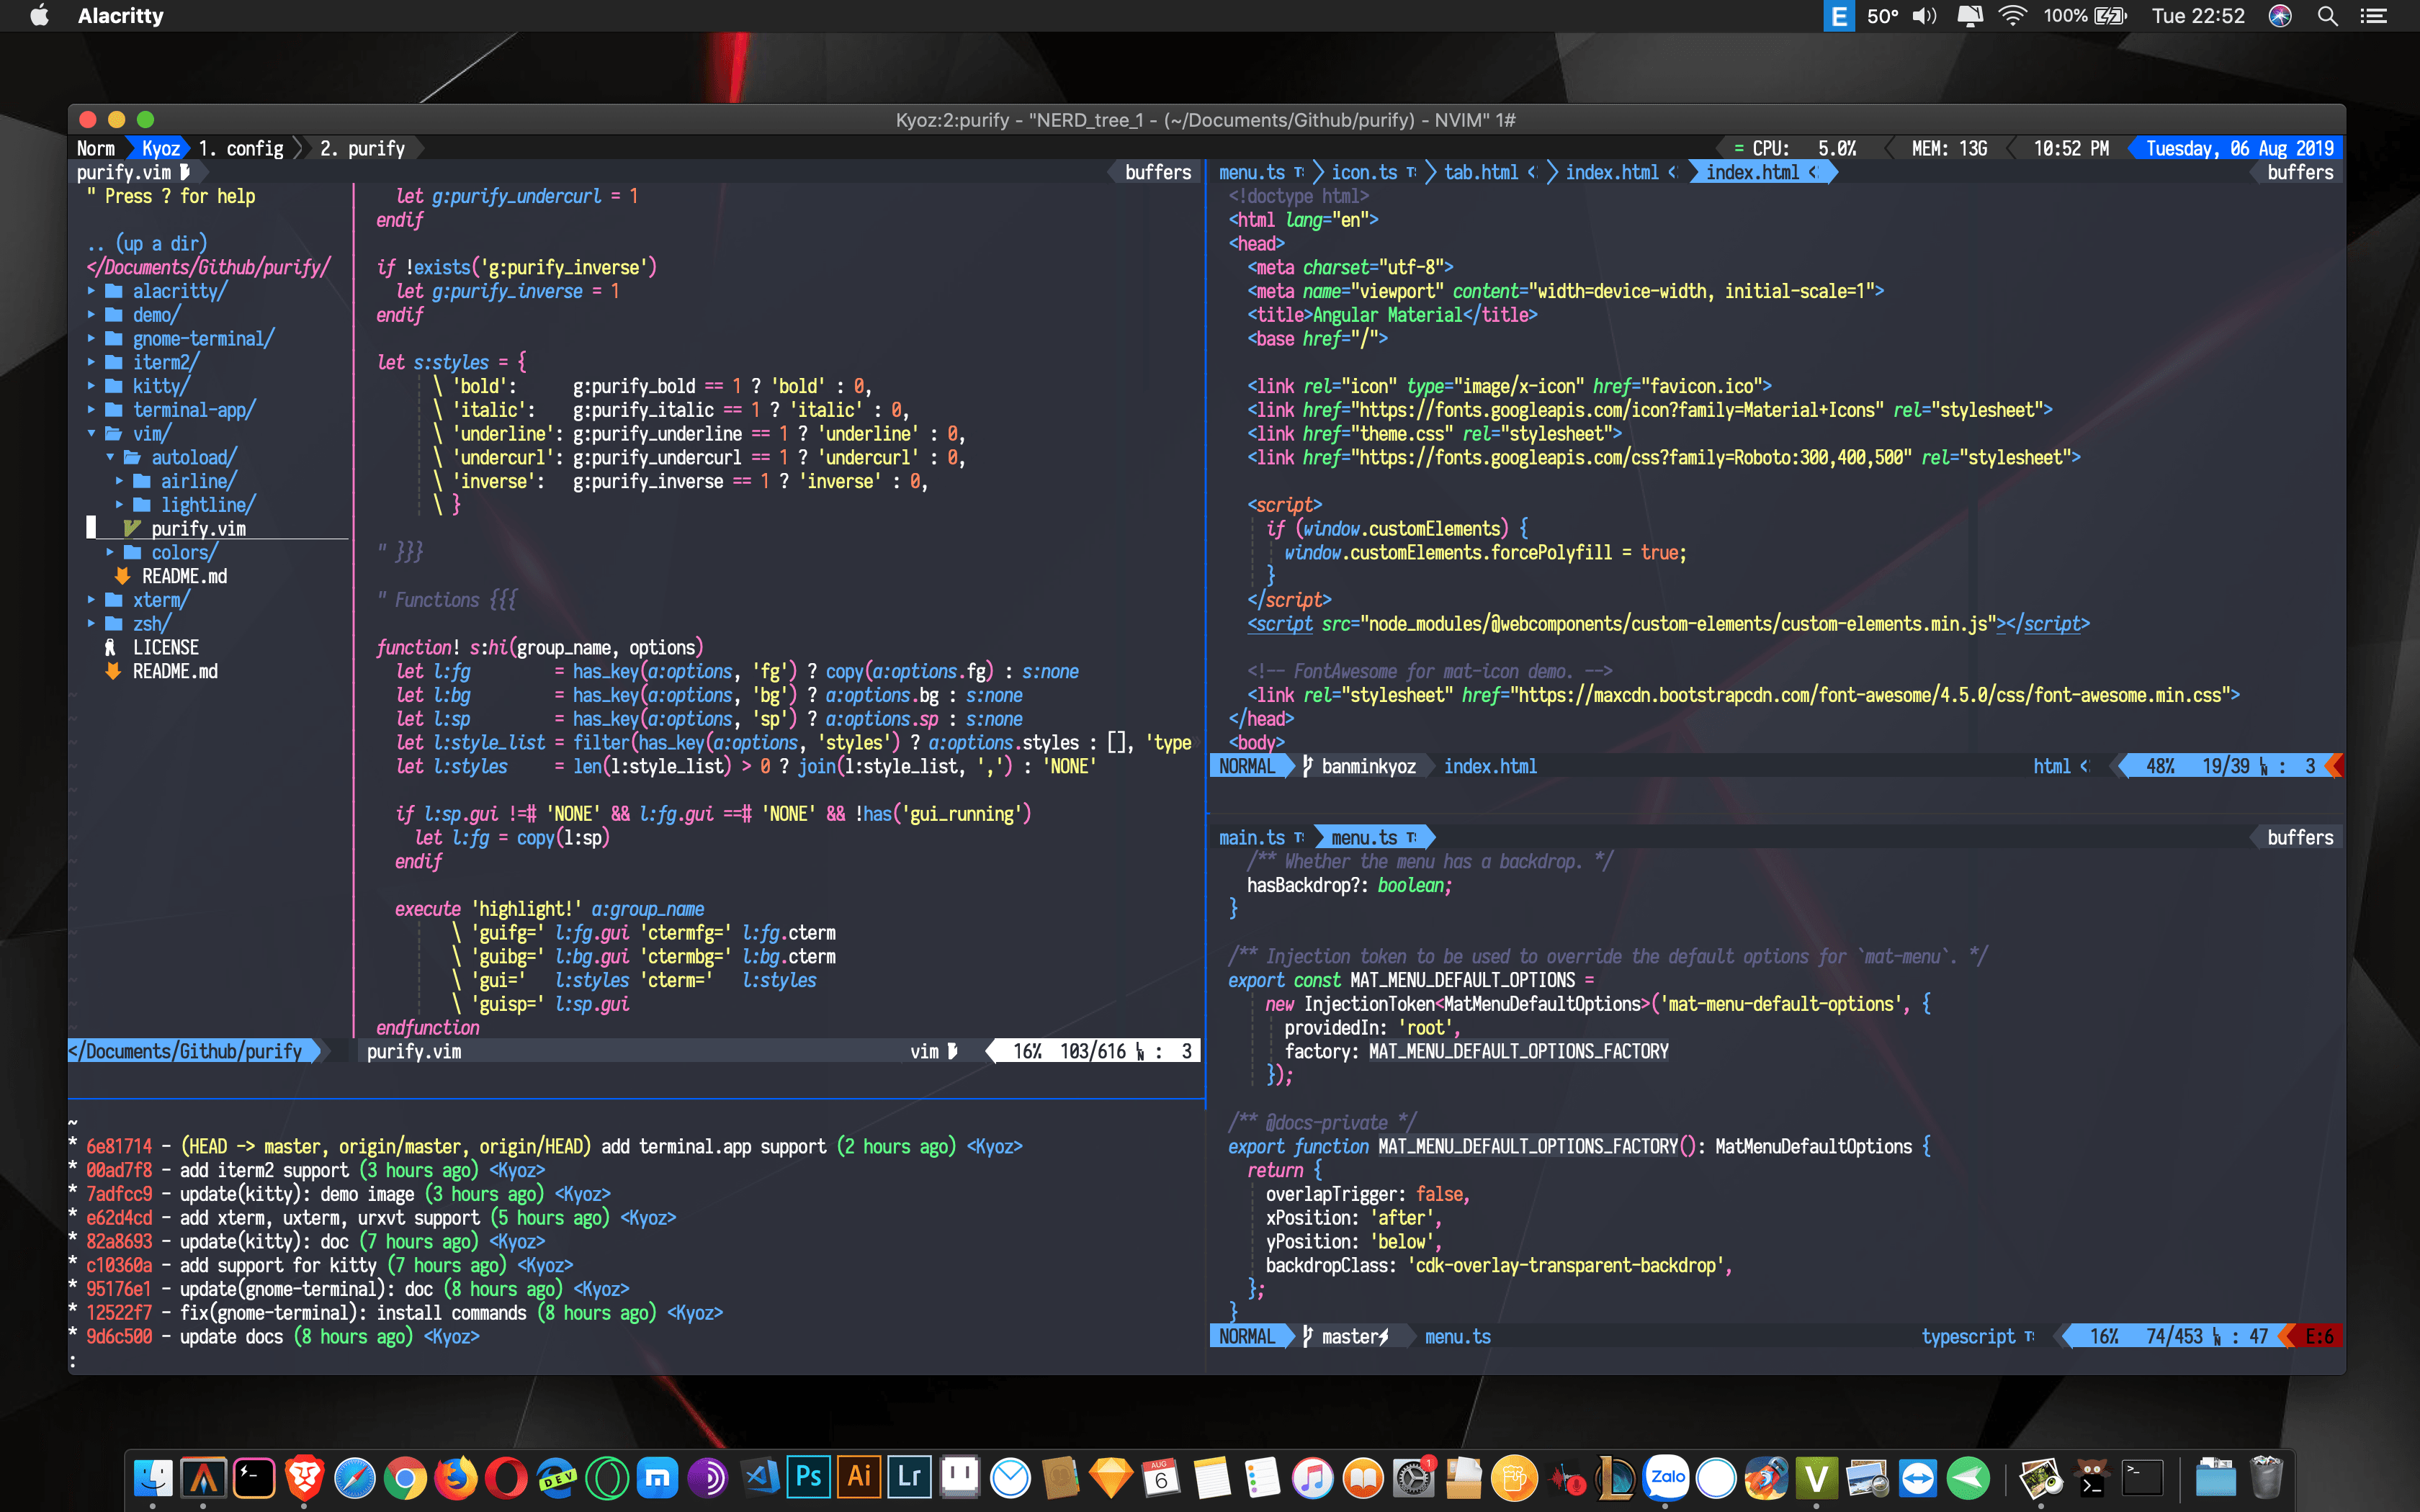 Alacritty
E 50° 100% Tue 22:52
Kyoz:2:purify - "NERD_tree_1 - (~/Documents/Github/purify) - NVIM" 1#
Norm Kyoz 1. config 2. purify
= CPU: 5.0% MEM: 13G 10:52 PM Tuesday, 06 Aug 2019
purify.vim
" Press ? for help
.. (up a dir)
</Documents/Github/purify/
▸ alacritty/
▸ demo/
▸ gnome-terminal/
▸ iterm2/
▸ kitty/
▸ terminal-app/
▾ vim/
▾ autoload/
▸ airline/
▸ lightline/
purify.vim
▸ colors/
README.md
▸ xterm/
▸ zsh/
LICENSE
README.md
</Documents/Github/purify
buffers
let g:purify_undercurl = 1
endif
if !exists('g:purify_inverse')
let g:purify_inverse = 1
endif
let s:styles = {
\ 'bold': g:purify_bold == 1 ? 'bold' : 0,
\ 'italic': g:purify_italic == 1 ? 'italic' : 0,
\ 'underline': g:purify_underline == 1 ? 'underline' : 0,
\ 'undercurl': g:purify_undercurl == 1 ? 'undercurl' : 0,
\ 'inverse': g:purify_inverse == 1 ? 'inverse' : 0,
\ }
" }}}
" Functions {{{
function! s:hi(group_name, options)
let l:fg = has_key(a:options, 'fg') ? copy(a:options.fg) : s:none
let l:bg = has_key(a:options, 'bg') ? a:options.bg : s:none
let l:sp = has_key(a:options, 'sp') ? a:options.sp : s:none
let l:style_list = filter(has_key(a:options, 'styles') ? a:options.styles : [], 'type
let l:styles = len(l:style_list) > 0 ? join(l:style_list, ',') : 'NONE'
if l:sp.gui !=# 'NONE' && l:fg.gui ==# 'NONE' && !has('gui_running')
let l:fg = copy(l:sp)
endif
execute 'highlight!' a:group_name
\ 'guifg=' l:fg.gui 'ctermfg=' l:fg.cterm
\ 'guibg=' l:bg.gui 'ctermbg=' l:bg.cterm
\ 'gui=' l:styles 'cterm=' l:styles
\ 'guisp=' l:sp.gui
endfunction
purify.vim vim 16% 103/616 : 3
~
* 6e81714 - (HEAD -> master, origin/master, origin/HEAD) add terminal.app support (2 hours ago) <Kyoz>
* 00ad7f8 - add iterm2 support (3 hours ago) <Kyoz>
* 7adfcc9 - update(kitty): demo image (3 hours ago) <Kyoz>
* e62d4cd - add xterm, uxterm, urxvt support (5 hours ago) <Kyoz>
* 82a8693 - update(kitty): doc (7 hours ago) <Kyoz>
* c10360a - add support for kitty (7 hours ago) <Kyoz>
* 95176e1 - update(gnome-terminal): doc (8 hours ago) <Kyoz>
* 12522f7 - fix(gnome-terminal): install commands (8 hours ago) <Kyoz>
* 9d6c500 - update docs (8 hours ago) <Kyoz>
:
menu.ts icon.ts tab.html index.html index.html buffers
<!doctype html>
<html lang="en">
<head>
<meta charset="utf-8">
<meta name="viewport" content="width=device-width, initial-scale=1">
<title>Angular Material</title>
<base href="/">
<link rel="icon" type="image/x-icon" href="favicon.ico">
<link href="https://fonts.googleapis.com/icon?family=Material+Icons" rel="stylesheet">
<link href="theme.css" rel="stylesheet">
<link href="https://fonts.googleapis.com/css?family=Roboto:300,400,500" rel="stylesheet">
<script>
if (window.customElements) {
window.customElements.forcePolyfill = true;
}
</script>
<script src="node_modules/@webcomponents/custom-elements/custom-elements.min.js"></script>
<!-- FontAwesome for mat-icon demo. -->
<link rel="stylesheet" href="https://maxcdn.bootstrapcdn.com/font-awesome/4.5.0/css/font-awesome.min.css">
</head>
<body>
NORMAL banminkyoz index.html html 48% 19/39 : 3
main.ts menu.ts buffers
/** Whether the menu has a backdrop. */
hasBackdrop?: boolean;
}
/** Injection token to be used to override the default options for `mat-menu`. */
export const MAT_MENU_DEFAULT_OPTIONS =
new InjectionToken<MatMenuDefaultOptions>('mat-menu-default-options', {
providedIn: 'root',
factory: MAT_MENU_DEFAULT_OPTIONS_FACTORY
});
/** @docs-private */
export function MAT_MENU_DEFAULT_OPTIONS_FACTORY(): MatMenuDefaultOptions {
return {
overlapTrigger: false,
xPosition: 'after',
yPosition: 'below',
backdropClass: 'cdk-overlay-transparent-backdrop',
};
}
NORMAL master menu.ts typescript 16% 74/453 : 47 E:6
DEV Ps Ai Lr AUG 6 1 Zalo V